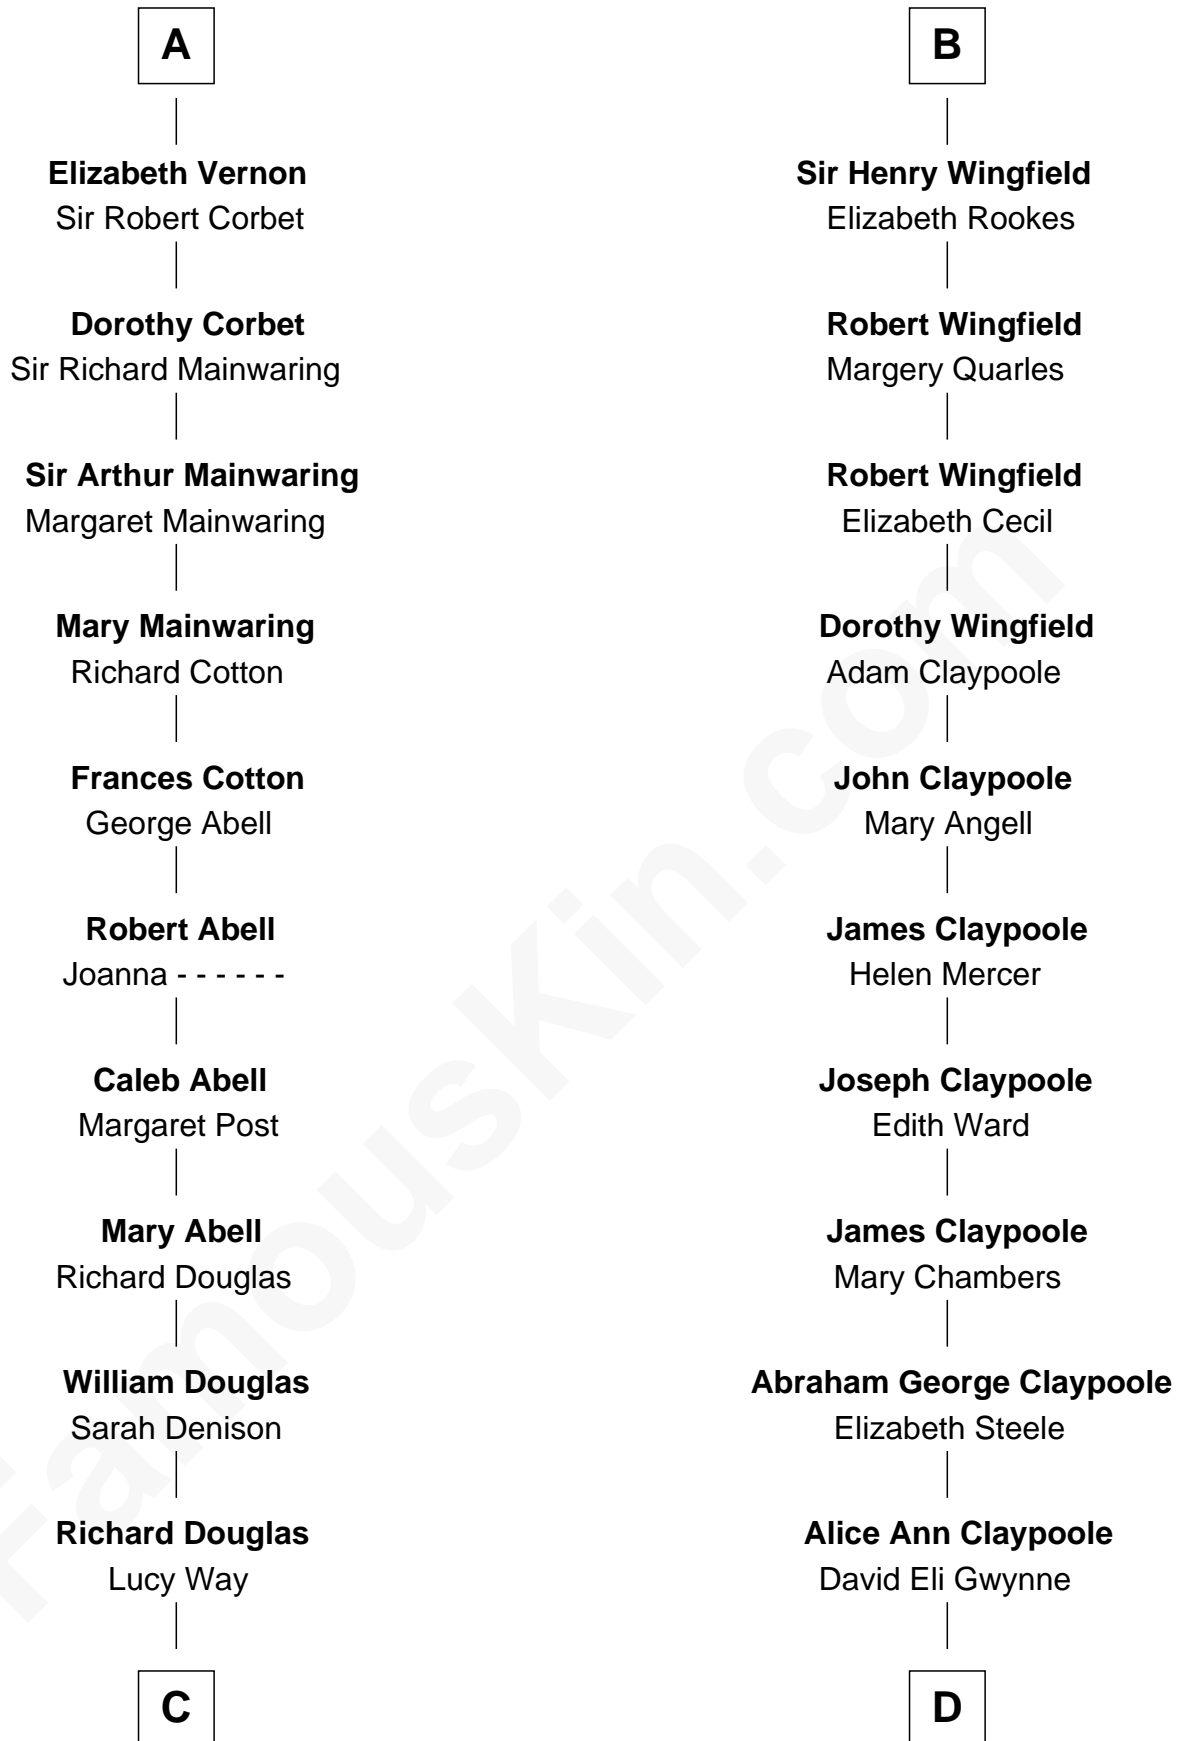 A
Elizabeth Vernon
Sir Robert Corbet
Dorothy Corbet
Sir Richard Mainwaring
Sir Arthur Mainwaring
Margaret Mainwaring
Mary Mainwaring
Richard Cotton
Frances Cotton
George Abell
Robert Abell
Joanna - - - - - -
Caleb Abell
Margaret Post
Mary Abell
Richard Douglas
William Douglas
Sarah Denison
Richard Douglas
Lucy Way
C
B
Sir Henry Wingfield
Elizabeth Rookes
Robert Wingfield
Margery Quarles
Robert Wingfield
Elizabeth Cecil
Dorothy Wingfield
Adam Claypoole
John Claypoole
Mary Angell
James Claypoole
Helen Mercer
Joseph Claypoole
Edith Ward
James Claypoole
Mary Chambers
Abraham George Claypoole
Elizabeth Steele
Alice Ann Claypoole
David Eli Gwynne
D
FamousKin.com